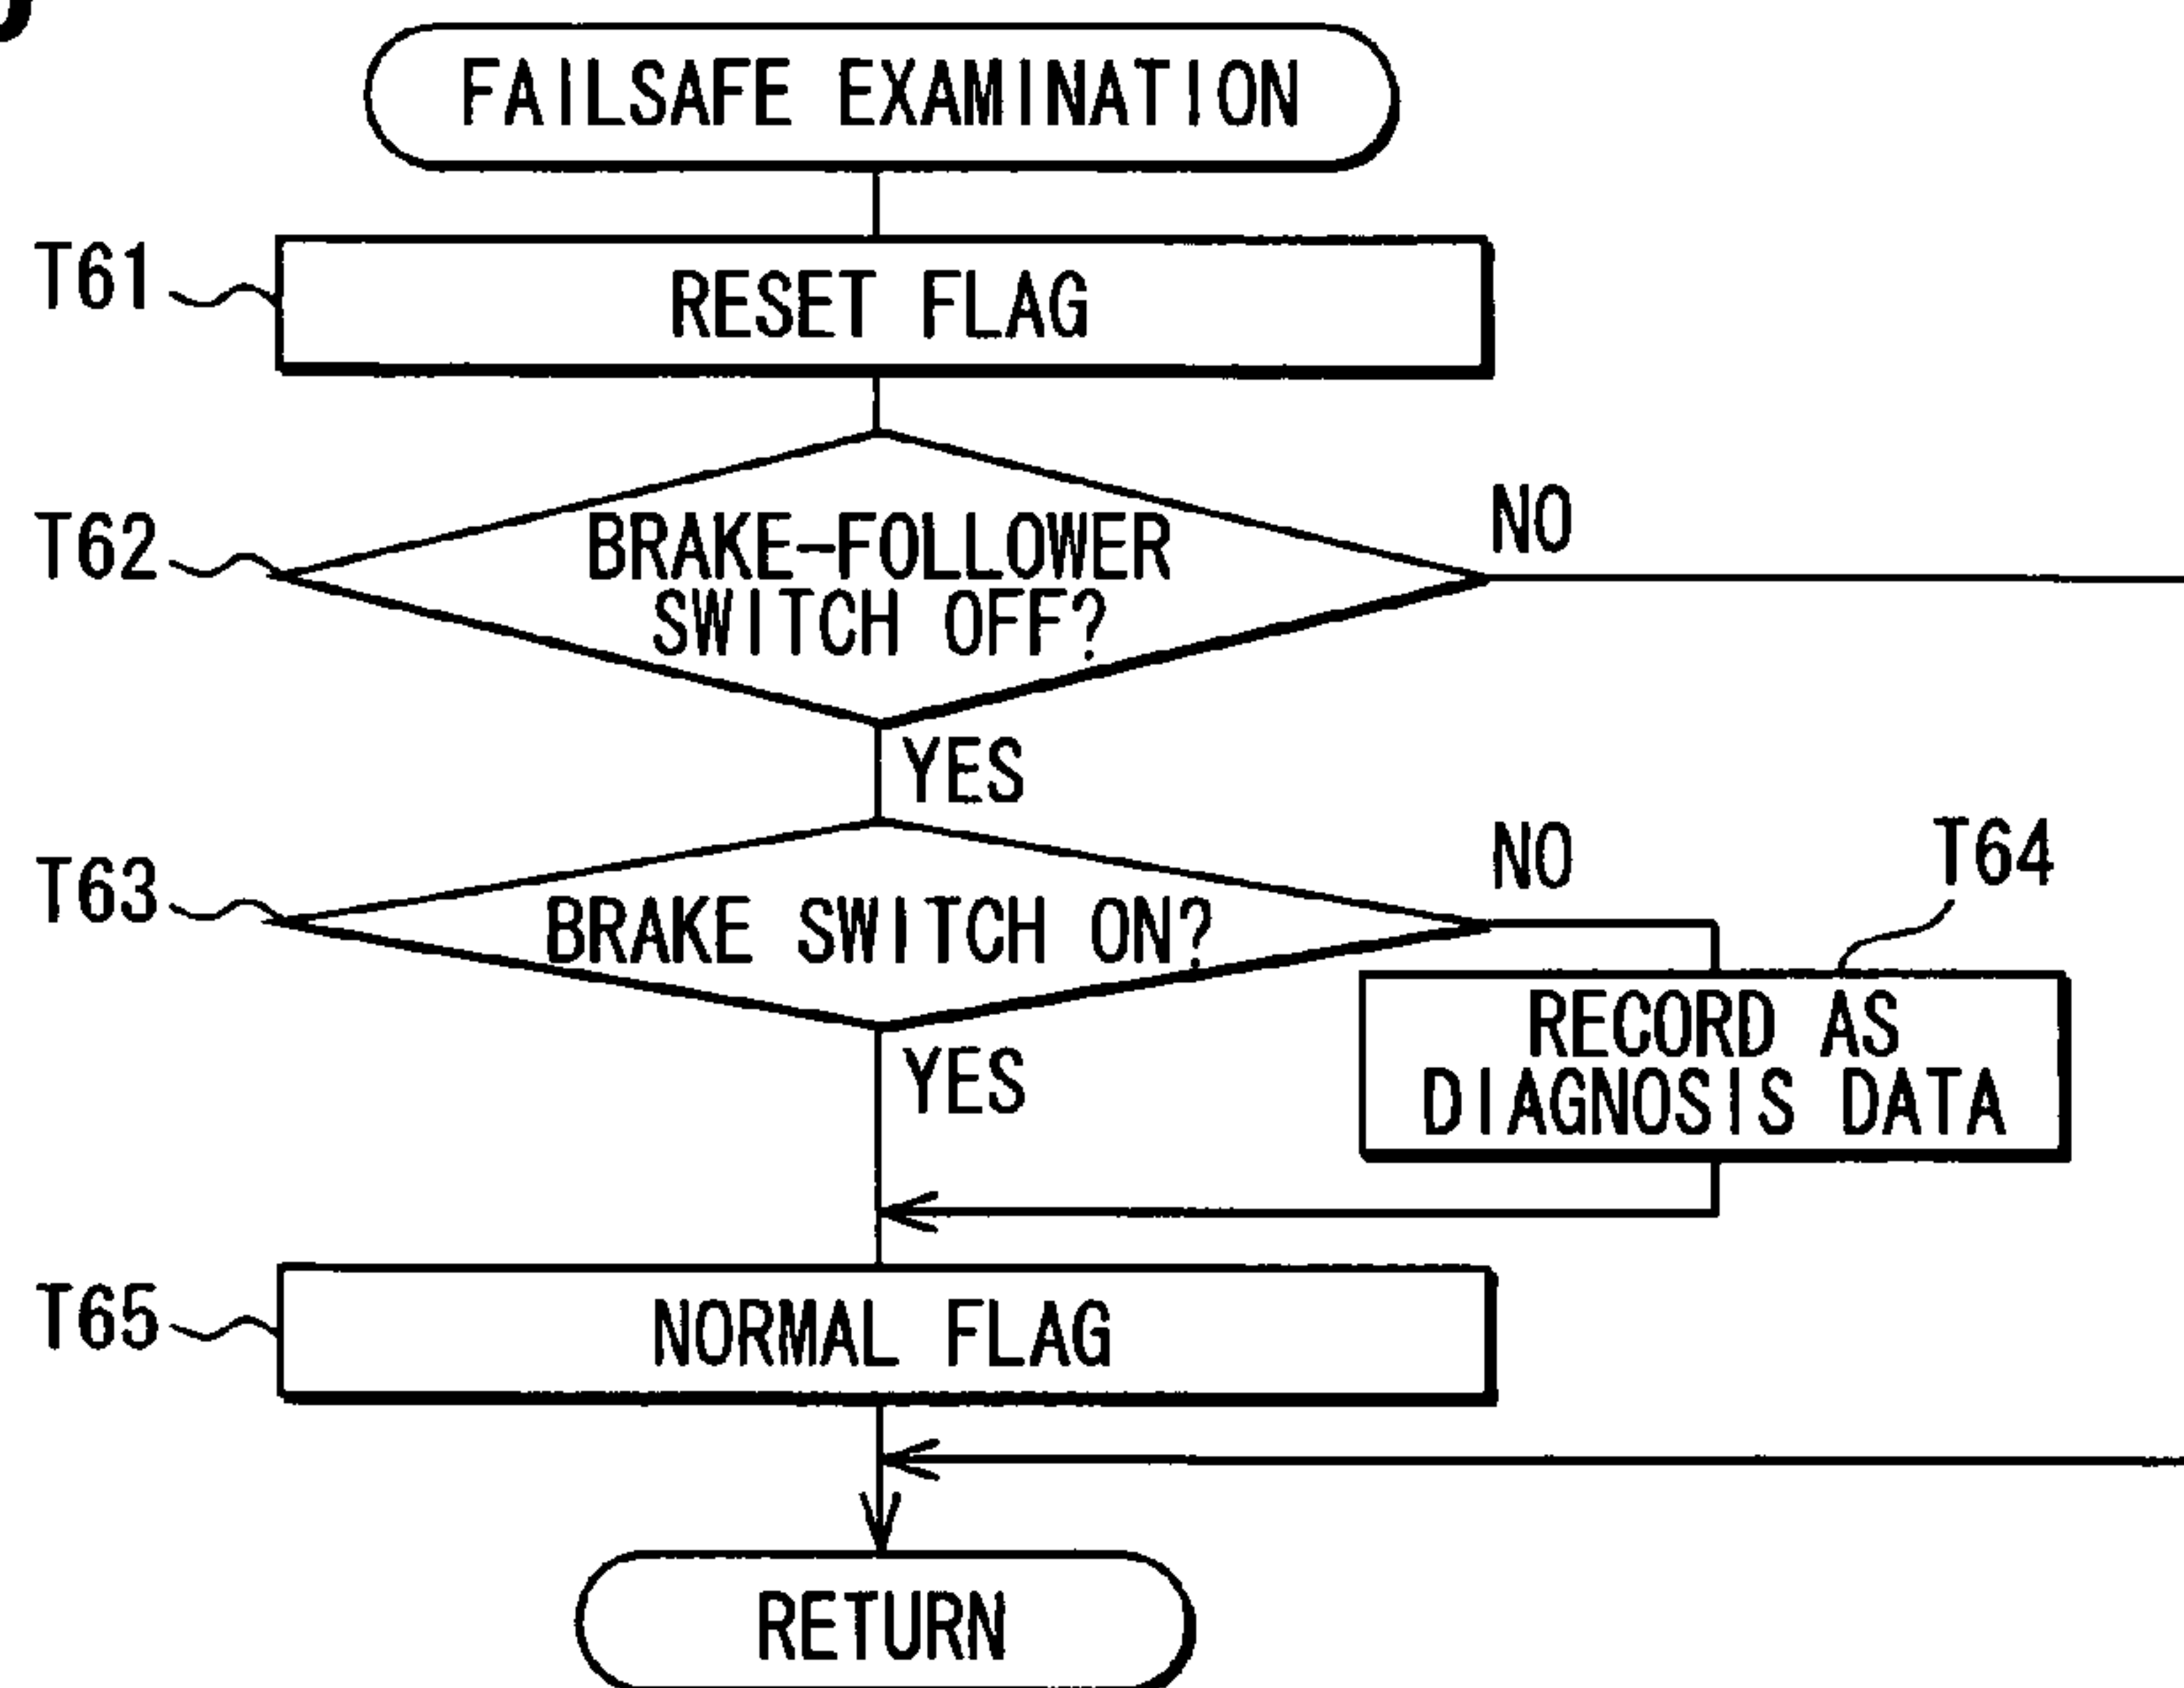 FAILSAFE EXAMINATION
T61
RESET FLAG
T62
BRAKE-FOLLOWER
SWITCH OFF?
NO
YES
T63
BRAKE SWITCH ON?
NO
T64
RECORD AS
DIAGNOSIS DATA
YES
T65
NORMAL FLAG
RETURN